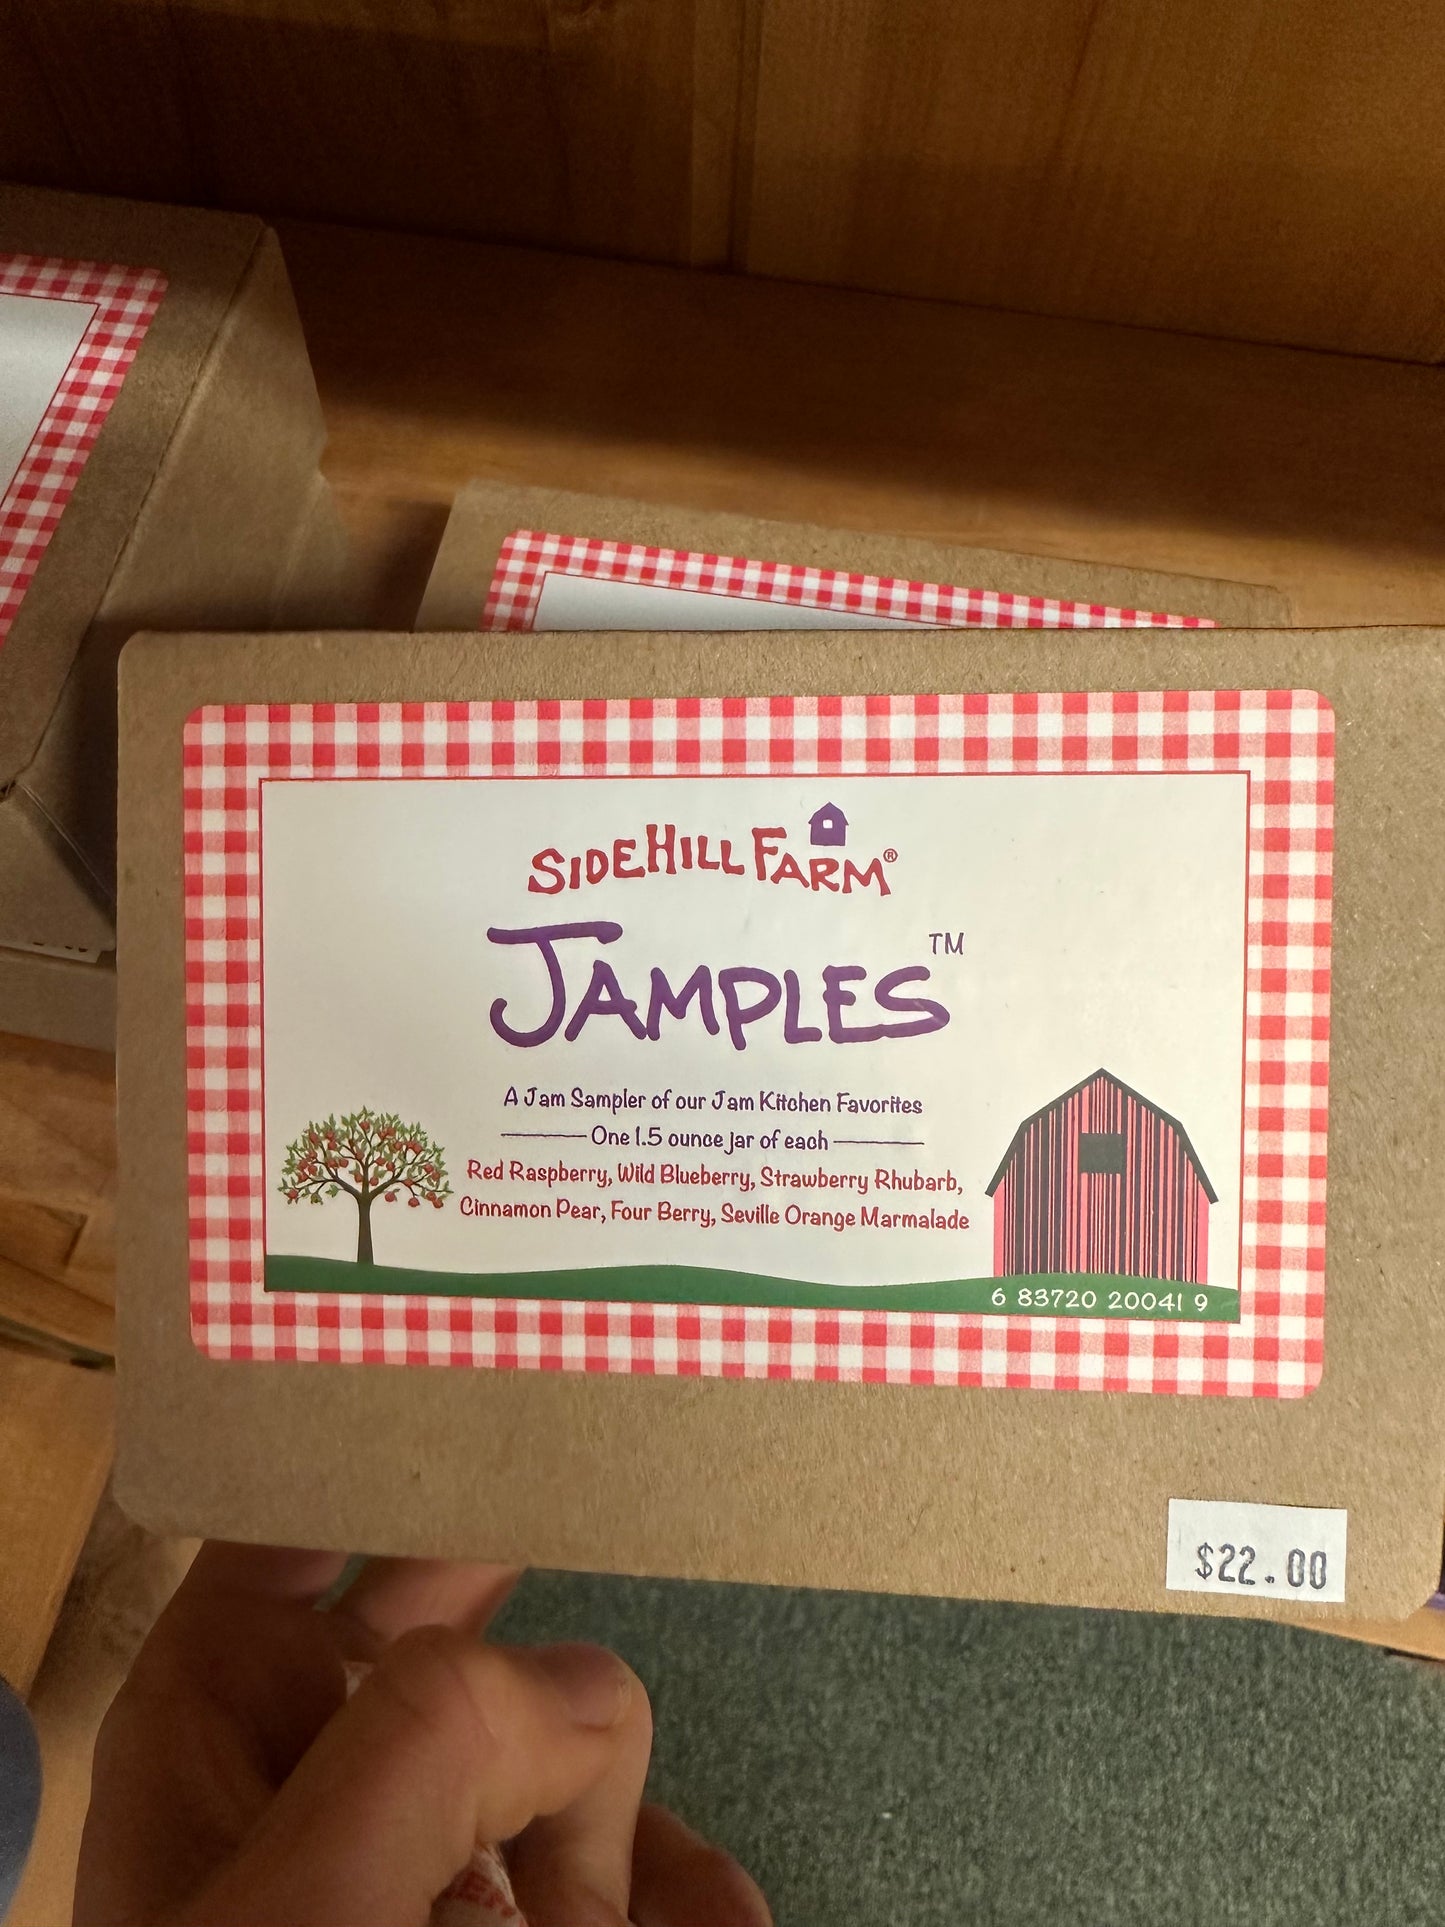 SIDEHILL FARM®
JAMPLES™
A Jam Sampler of our Jam Kitchen Favorites
One 1.5 ounce jar of each
Red Raspberry, Wild Blueberry, Strawberry Rhubarb,
Cinnamon Pear, Four Berry, Seville Orange Marmalade
6 83720 20041 9
$22.00